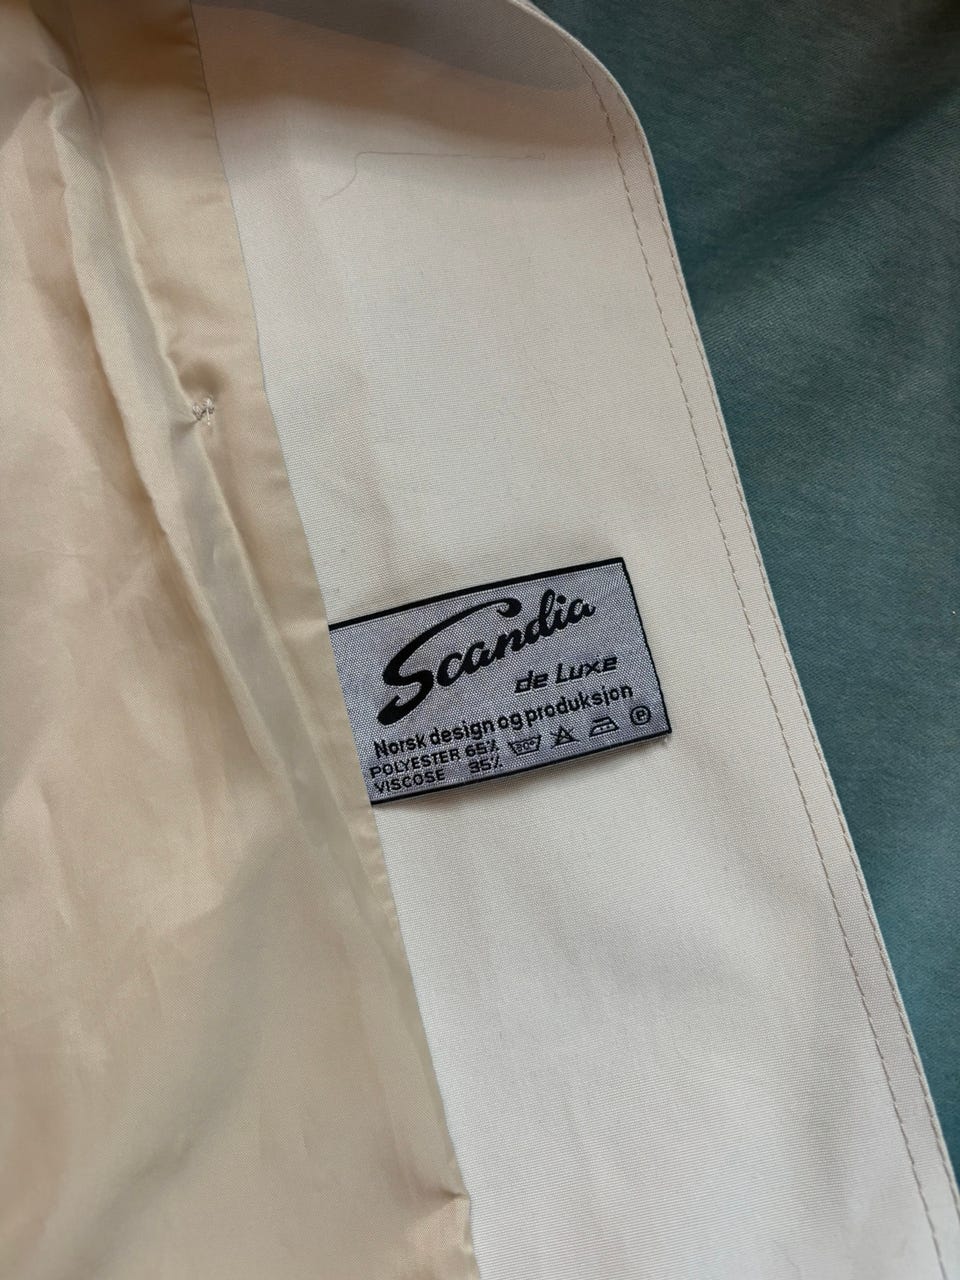 Scandia
de Luxe
Norsk design og produksjon
POLYESTER 65%
VISCOSE 35%
P